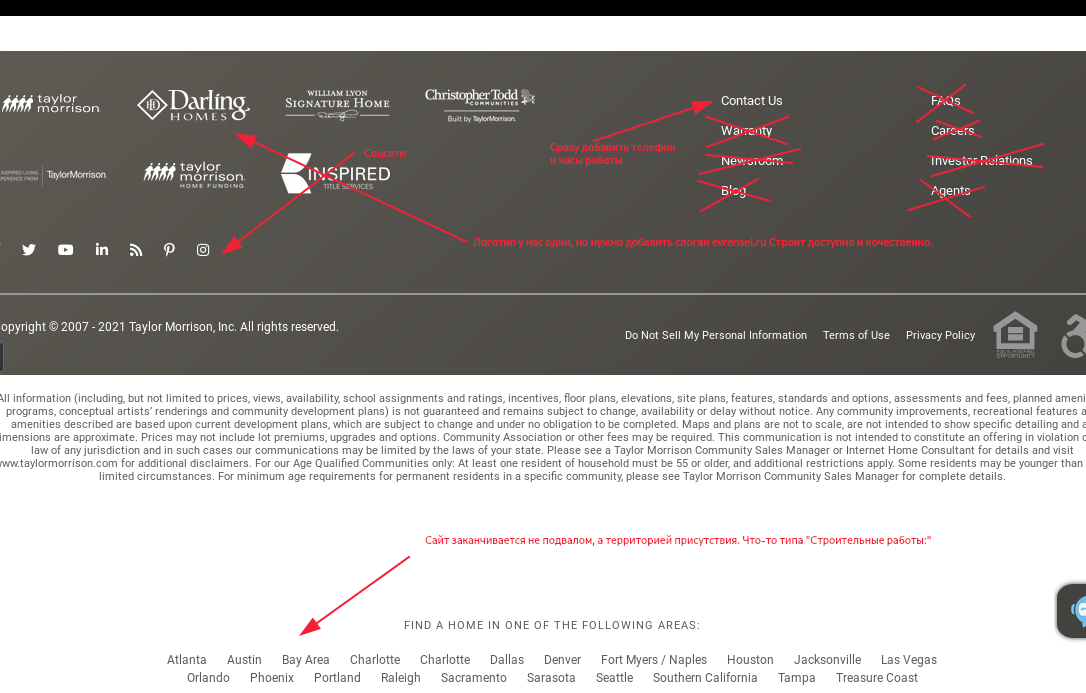 taylor morrison.
Darling HOMES
WILLIAM LYON SIGNATURE HOME
Christopher Todd COMMUNITIES
Built by TaylorMorrison.
Contact Us
FAQs
Warranty
Careers
Сразу добавить телефон
и часы работы
Соцсети
Newsroom
Investor Relations
INSPIRED LIVING
TaylorMorrison.
taylor morrison.
HOME FUNDING
INSPIRED
TITLE SERVICES
Blog
Agents
Логотип у нас один, но нужно добавить слоган evrensel.ru Строит доступно и кочественно.
opyright © 2007 - 2021 Taylor Morrison, Inc. All rights reserved.
Do Not Sell My Personal Information Terms of Use Privacy Policy
EQUAL HOUSING
OPPORTUNITY
All information (including, but not limited to prices, views, availability, school assignments and ratings, incentives, floor plans, elevations, site plans, features, standards and options, assessments and fees, planned ameni
programs, conceptual artists’ renderings and community development plans) is not guaranteed and remains subject to change, availability or delay without notice. Any community improvements, recreational features a
amenities described are based upon current development plans, which are subject to change and under no obligation to be completed. Maps and plans are not to scale, are not intended to show specific detailing and a
imensions are approximate. Prices may not include lot premiums, upgrades and options. Community Association or other fees may be required. This communication is not intended to constitute an offering in violation o
law of any jurisdiction and in such cases our communications may be limited by the laws of your state. Please see a Taylor Morrison Community Sales Manager or Internet Home Consultant for details and visit
www.taylormorrison.com for additional disclaimers. For our Age Qualified Communities only: At least one resident of household must be 55 or older, and additional restrictions apply. Some residents may be younger than
limited circumstances. For minimum age requirements for permanent residents in a specific community, please see Taylor Morrison Community Sales Manager for complete details.
Сайт заканчивается не подвалом, а территорией присутствия. Что-то типа "Строительные работы:"
FIND A HOME IN ONE OF THE FOLLOWING AREAS:
Atlanta Austin Bay Area Charlotte Charlotte Dallas Denver Fort Myers / Naples Houston Jacksonville Las Vegas
Orlando Phoenix Portland Raleigh Sacramento Sarasota Seattle Southern California Tampa Treasure Coast